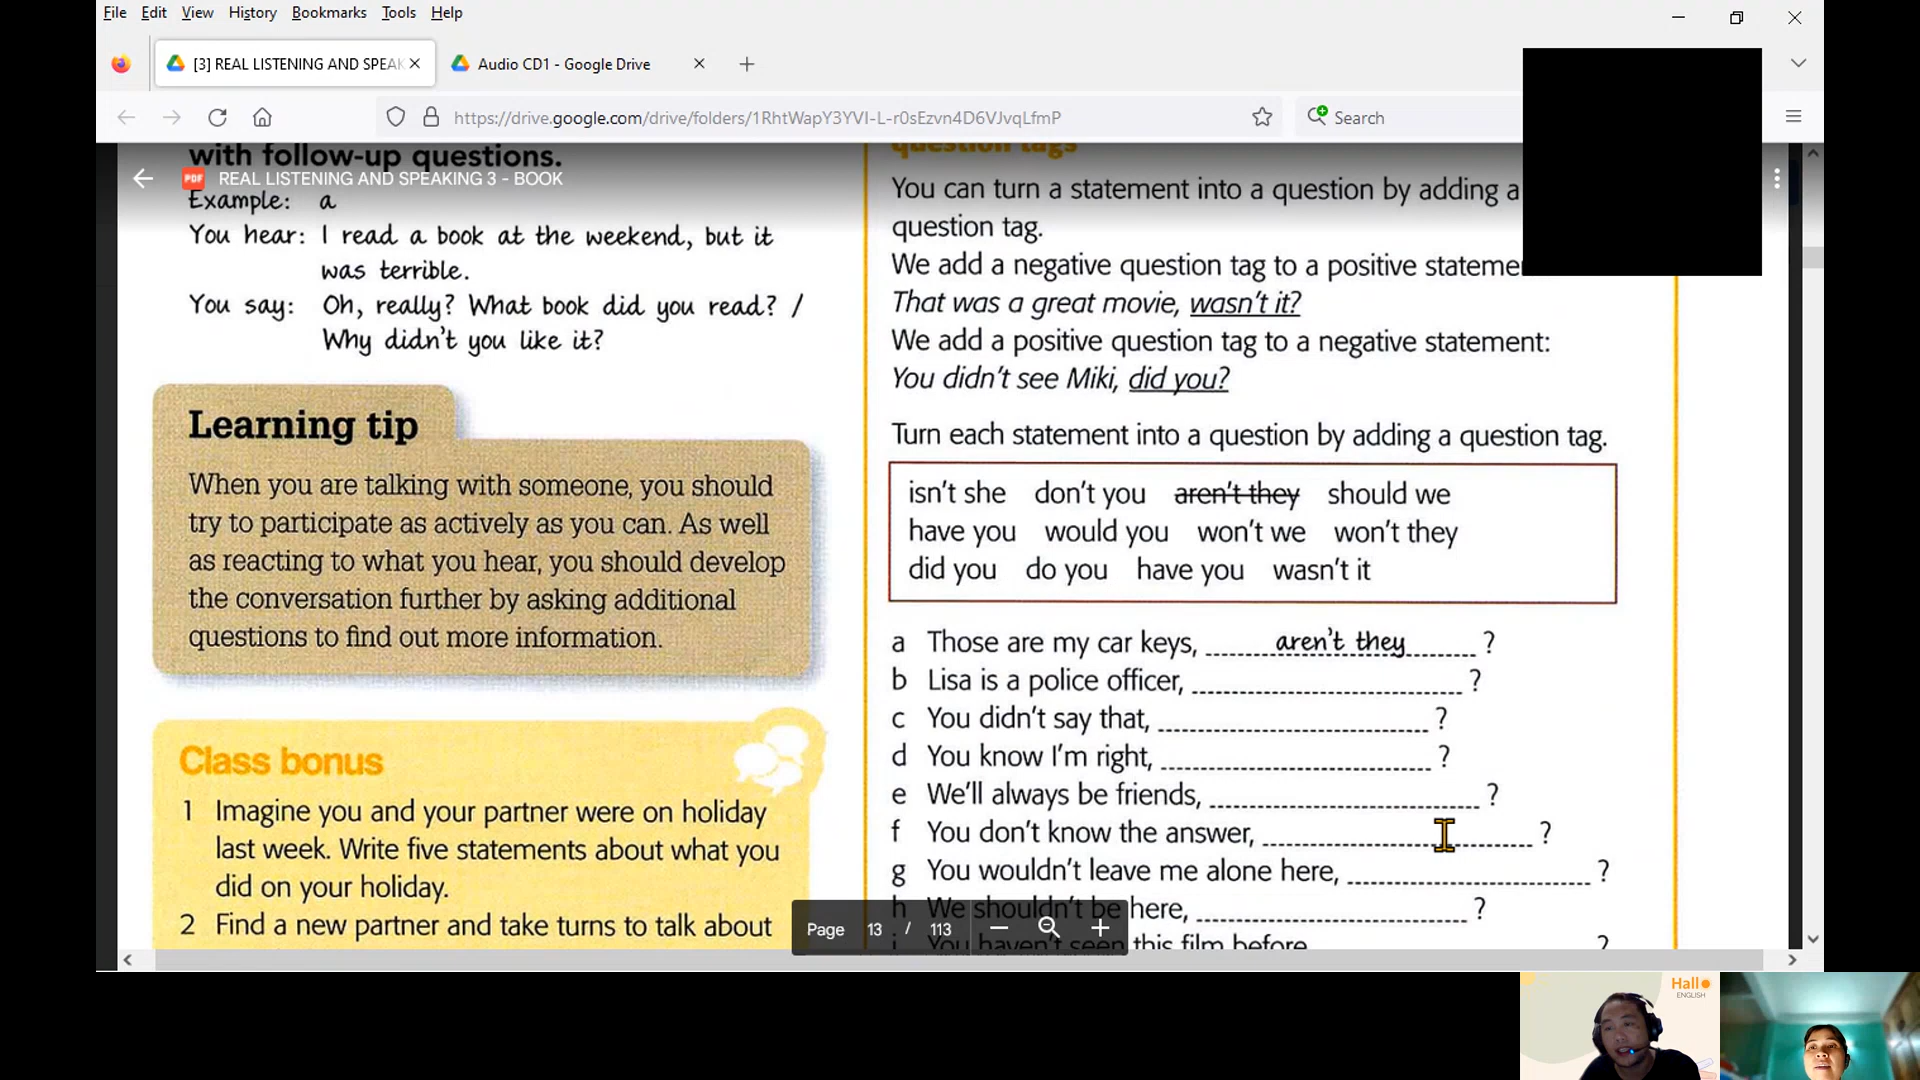 File Edit View History Bookmarks Tools Help
[3] REAL LISTENING AND SPEAK
Audio CD1 - Google Drive
https://drive.google.com/drive/folders/1RhtWapY3YVI-L-r0sEzvn4D6VJvqLfmP
Search
PDF REAL LISTENING AND SPEAKING 3 - BOOK
with follow-up questions.
Example: a
You hear: I read a book at the weekend, but it
was terrible.
You say: Oh, really? What book did you read? /
Why didn't you like it?
Learning tip
When you are talking with someone, you should
try to participate as actively as you can. As well
as reacting to what you hear, you should develop
the conversation further by asking additional
questions to find out more information.
Class bonus
1 Imagine you and your partner were on holiday
last week. Write five statements about what you
did on your holiday.
2 Find a new partner and take turns to talk about
question tags
You can turn a statement into a question by adding a
question tag.
We add a negative question tag to a positive
That was a great movie, wasn't it?
We add a positive question tag to a negative statement:
You didn't see Miki, did you?
Turn each statement into a question by adding a question tag.
isn't she don't you aren't they should we
have you would you won't we won't they
did you do you have you wasn't it
a Those are my car keys, aren't they ?
b Lisa is a police officer, ?
c You didn't say that, ?
d You know I'm right, ?
e We'll always be friends, ?
f You don't know the answer, ?
g You wouldn't leave me alone here, ?
h We shouldn't be here, ?
i You haven't seen this film before ?
Page 13 / 113
Hallo
ENGLISH